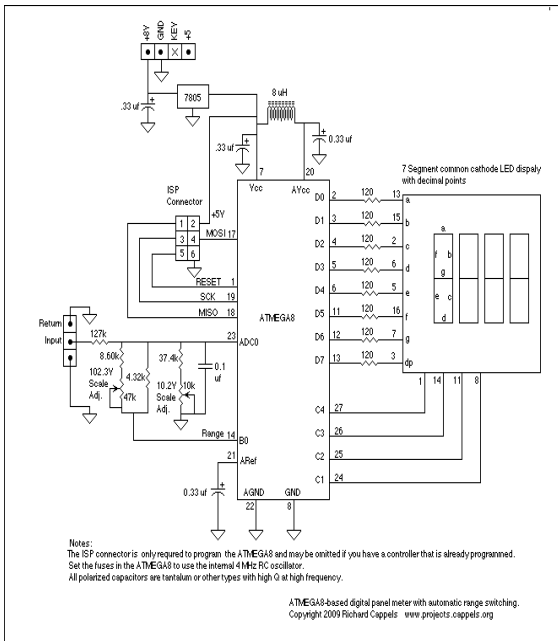 +8V
GND
KEY
+5
7805
8 uH
.33 uf
+
.33 uf
+
0.33 uf
+
7
20
Vcc
AVcc
7 Segment common cathode LED dispaly
with decimal points
ISP
Connector
+5V
1 2
3 4
5 6
MOSI 17
RESET 1
SCK 19
MISO 18
ATMEGA8
D0 2 120 13 a
D1 3 120 15 b
D2 4 120 2 c
D3 5 120 6 d
D4 6 120 5 e
D5 11 120 16 f
D6 12 120 7 g
D7 13 120 3 dp
a
f b
g
e c
d
1 14 11 8
Return
Input
127k
23
ADC0
8.60k
4.32k
37.4k
0.1
uf
102.3V
Scale
Adj.
47k
10.2V
Scale
Adj.
10k
Range 14
B0
21
ARef
0.33 uf
+
C4 27
C3 26
C2 25
C1 24
AGND
GND
22
8
Notes:
The ISP connector is only requred to program the ATMEGA8 and may be omitted if you have a controller that is already programmed.
Set the fuses in the ATMEGA8 to use the internal 4 MHz RC oscillator.
All polarized capacitors are tantalum or other types with high Q at high frequency.
ATMEGA8-based digital panel meter with automatic range switching.
Copyright 2009 Richard Cappels www.projects.cappels.org